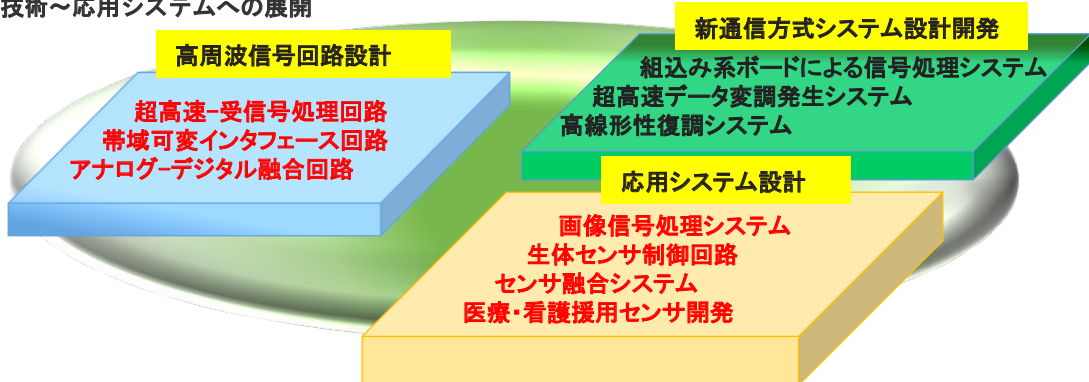 技術～応用システムへの展開
高周波信号回路設計
超高速-受信号処理回路
帯域可変インタフェース回路
アナログ-デジタル融合回路
新通信方式システム設計開発
組込み系ボードによる信号処理システム
超高速データ変調発生システム
高線形性復調システム
応用システム設計
画像信号処理システム
生体センサ制御回路
センサ融合システム
医療・看護援用センサ開発